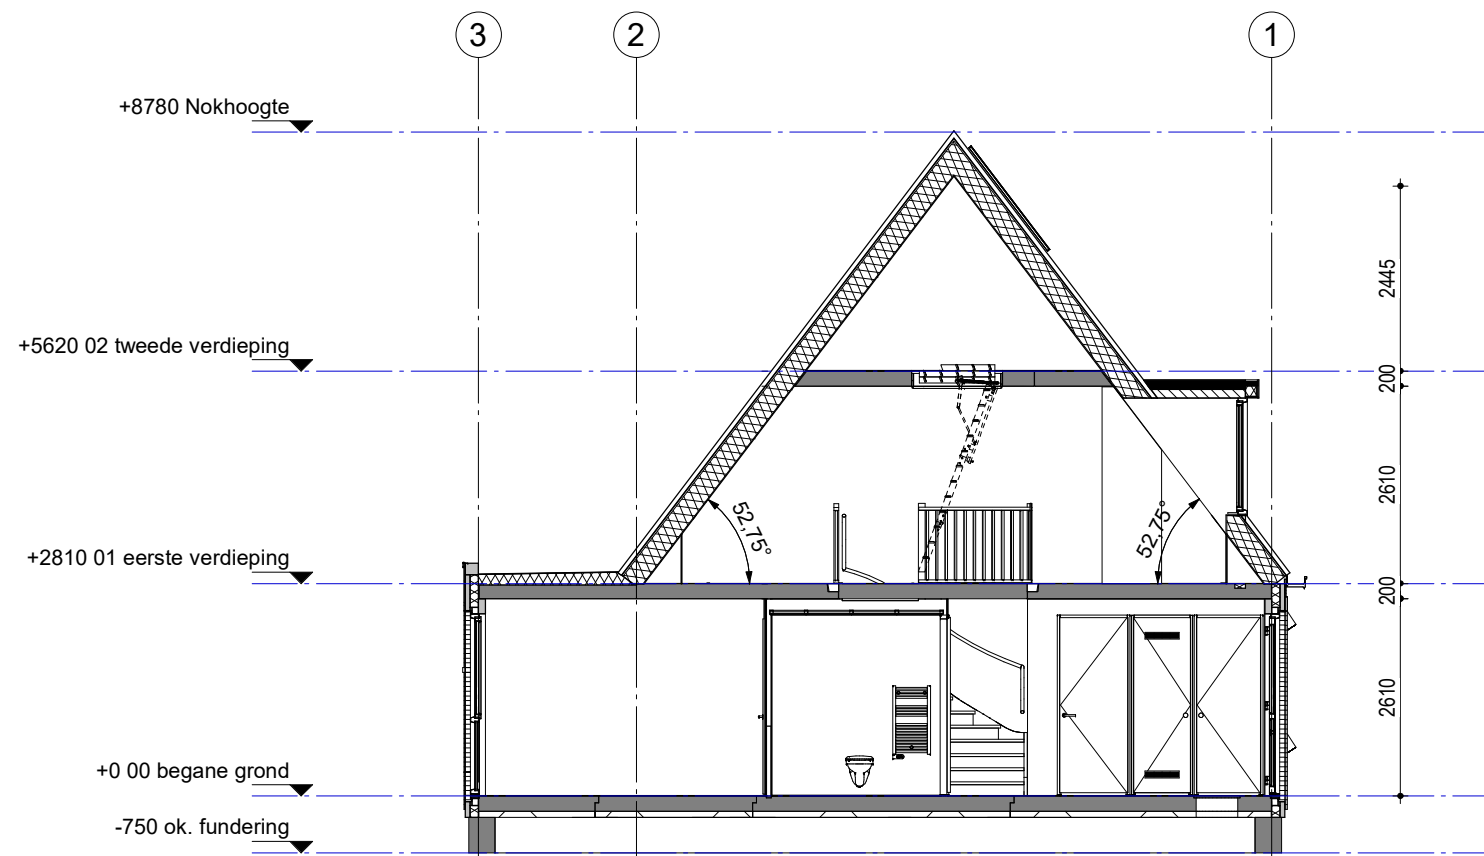 3
2
1
+8780 Nokhoogte
2445
+5620 02 tweede verdieping
200
2610
52,75°
52,75°
+2810 01 eerste verdieping
200
2610
+0 00 begane grond
-750 ok. fundering